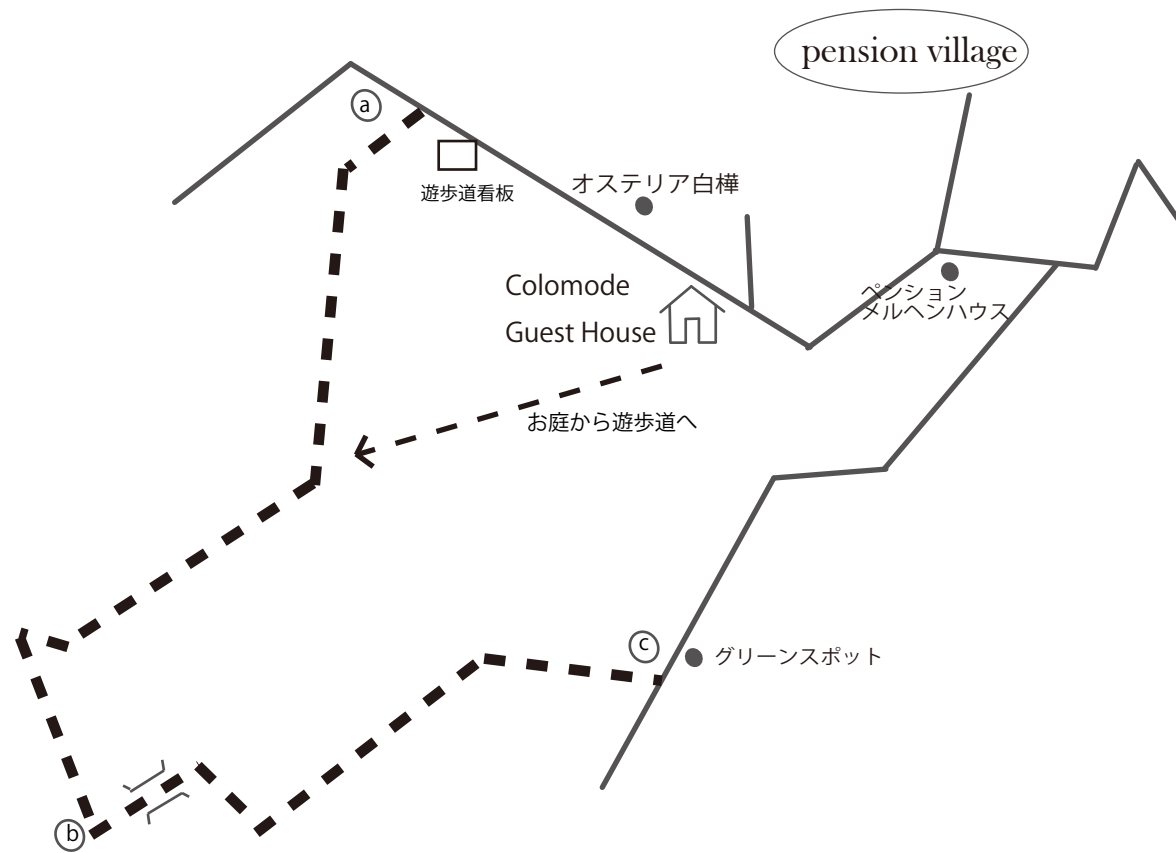 pension village
a
遊歩道看板
オステリア白樺
Colomode
Guest House
ペンション
メルヘンハウス
お庭から遊歩道へ
c
グリーンスポット
b